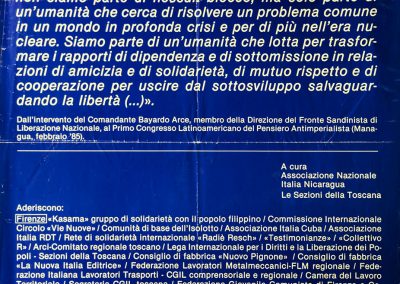 non siamo parte di nessun blocco, ma solo parte di
un'umanità che cerca di risolvere un problema comune
in un mondo in profonda crisi e per di più nell'era nu-
cleare. Siamo parte di un'umanità che lotta per trasfor-
mare i rapporti di dipendenza e di sottomissione in rela-
zioni di amicizia e di solidarietà, di mutuo rispetto e di
cooperazione per uscire dal sottosviluppo salvaguar-
dando la libertà (...)».
Dall'intervento del Comandante Bayardo Arce, membro della Direzione del Fronte Sandinista di
Liberazione Nazionale, al Primo Congresso Latinoamericano del Pensiero Antimperialista (Mana-
gua, febbraio '85).
A cura
Associazione Nazionale
Italia Nicaragua
Le Sezioni della Toscana
Aderiscono:
Firenze «Kasama» gruppo di solidarietà con il popolo filippino / Commissione Internazionale
Circolo «Vie Nuove» / Comunità di base dell'Isolotto / Associazione Italia Cuba / Associazione
Italia RDT / Rete di solidarietà internazionale «Radiè Resch» / «Testimonianze» / «Collettivo
R» / Arci-Comitato regionale toscano / Lega Internazionale per i Diritti e la Liberazione dei Po-
poli - Sezioni della Toscana / Consiglio di fabbrica «Nuovo Pignone» / Consiglio di fabbrica
«La Nuova Italia Editrice» / Federazione Lavoratori Metalmeccanici-FLM regionale / Fede-
razione Italiana Lavoratori Trasporti - CGIL comprensoriale e regionale / Camera del Lavoro